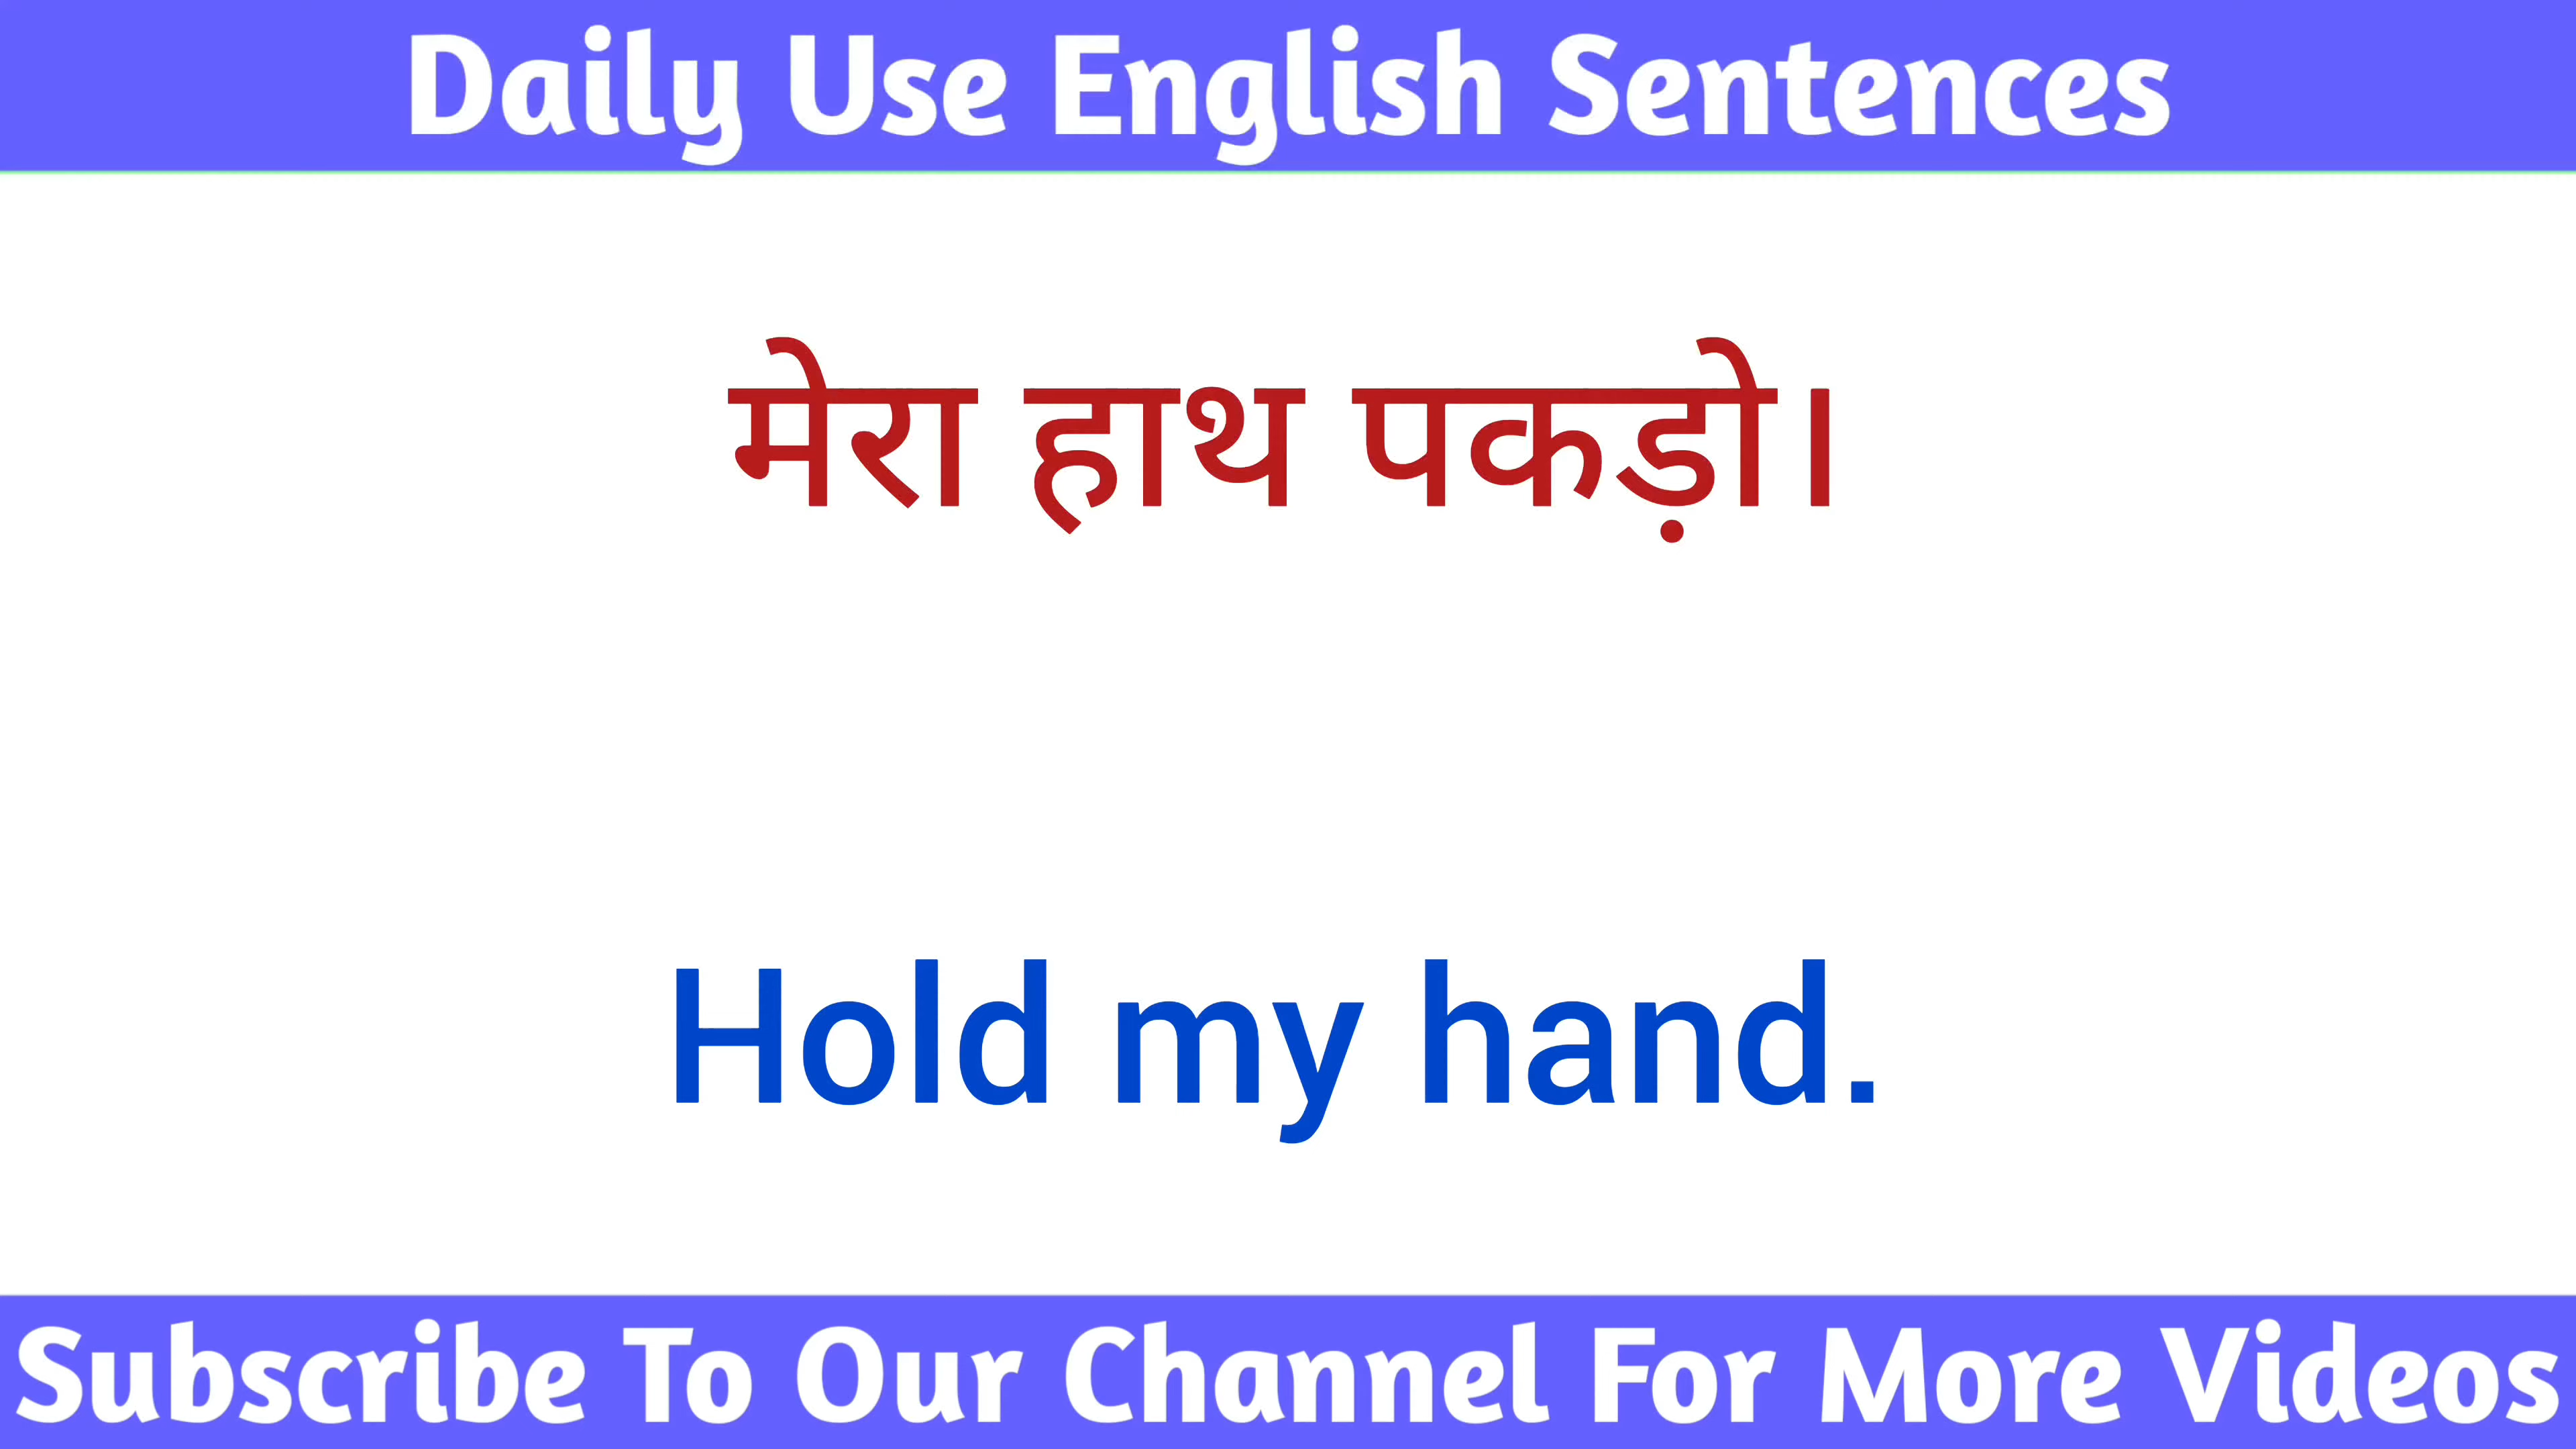 Daily Use English Sentences
मेरा हाथ पकड़ो।
Hold my hand.
Subscribe To Our Channel For More Videos